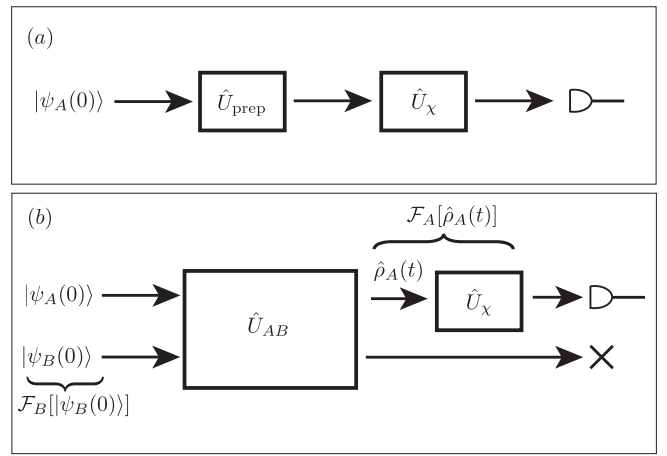 (a)
|ψ_A(0)⟩ Û_prep Û_χ
(b)
ℱ_A[ρ̂_A(t)]
|ψ_A(0)⟩ Û_AB ρ̂_A(t) Û_χ
|ψ_B(0)⟩
ℱ_B[|ψ_B(0)⟩]